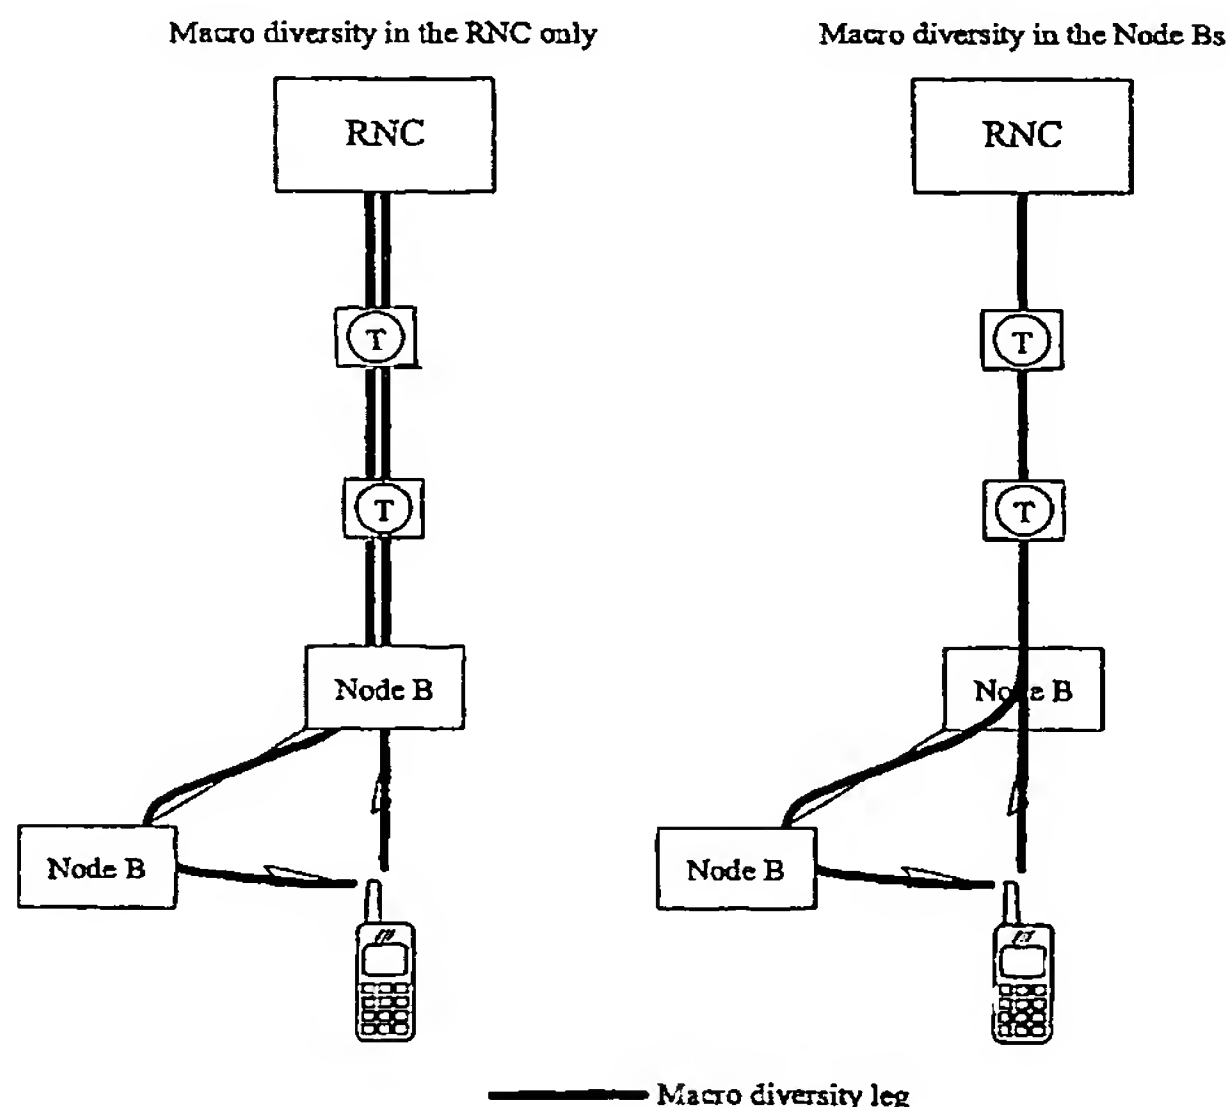 Macro diversity in the RNC only
Macro diversity in the Node Bs
RNC
RNC
T
T
T
T
Node B
Node B
Node B
Node B
Macro diversity leg